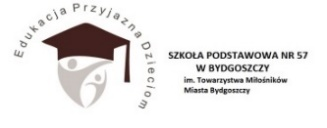 Edukacja Przyjazna Dzieciom
SZKOŁA PODSTAWOWA NR 57
W BYDGOSZCZY
im. Towarzystwa Miłośników
Miasta Bydgoszczy